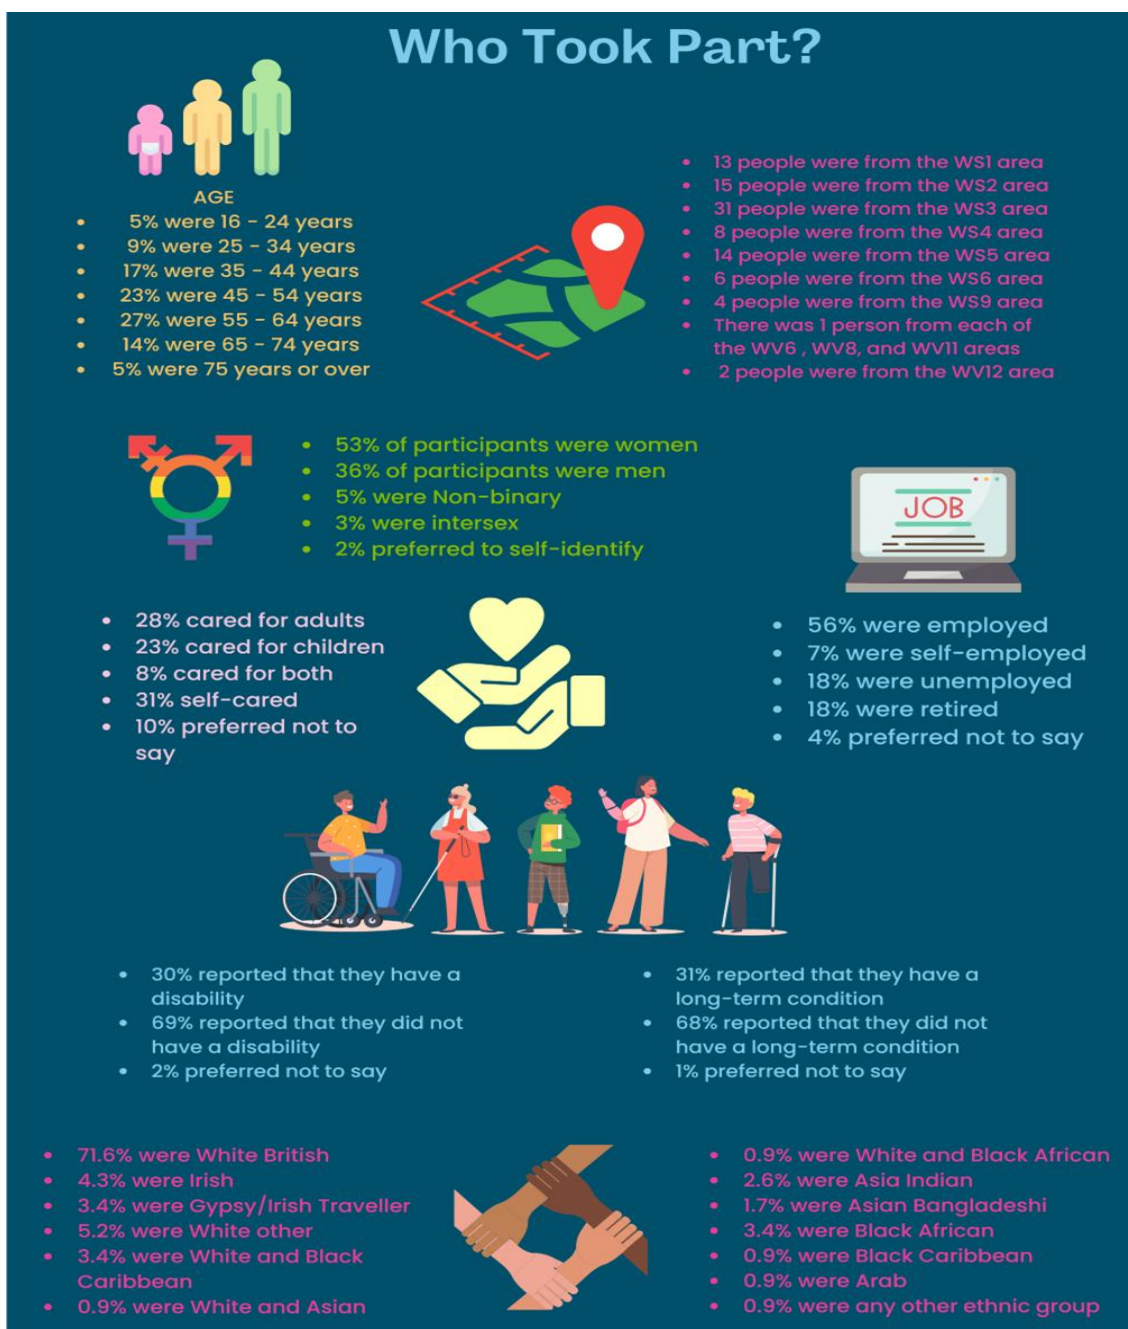 Who Took Part?
AGE
• 5% were 16 - 24 years
• 9% were 25 - 34 years
• 17% were 35 - 44 years
• 23% were 45 - 54 years
• 27% were 55 - 64 years
• 14% were 65 - 74 years
• 5% were 75 years or over
• 13 people were from the WS1 area
• 15 people were from the WS2 area
• 31 people were from the WS3 area
• 8 people were from the WS4 area
• 14 people were from the WS5 area
• 6 people were from the WS6 area
• 4 people were from the WS9 area
• There was 1 person from each of
the WV6 , WV8, and WV11 areas
• 2 people were from the WV12 area
• 53% of participants were women
• 36% of participants were men
• 5% were Non-binary
• 3% were intersex
• 2% preferred to self-identify
JOB
• 28% cared for adults
• 23% cared for children
• 8% cared for both
• 31% self-cared
• 10% preferred not to
say
• 56% were employed
• 7% were self-employed
• 18% were unemployed
• 18% were retired
• 4% preferred not to say
• 30% reported that they have a
disability
• 69% reported that they did not
have a disability
• 2% preferred not to say
• 31% reported that they have a
long-term condition
• 68% reported that they did not
have a long-term condition
• 1% preferred not to say
• 71.6% were White British
• 4.3% were Irish
• 3.4% were Gypsy/Irish Traveller
• 5.2% were White other
• 3.4% were White and Black
Caribbean
• 0.9% were White and Asian
• 0.9% were White and Black African
• 2.6% were Asia Indian
• 1.7% were Asian Bangladeshi
• 3.4% were Black African
• 0.9% were Black Caribbean
• 0.9% were Arab
• 0.9% were any other ethnic group